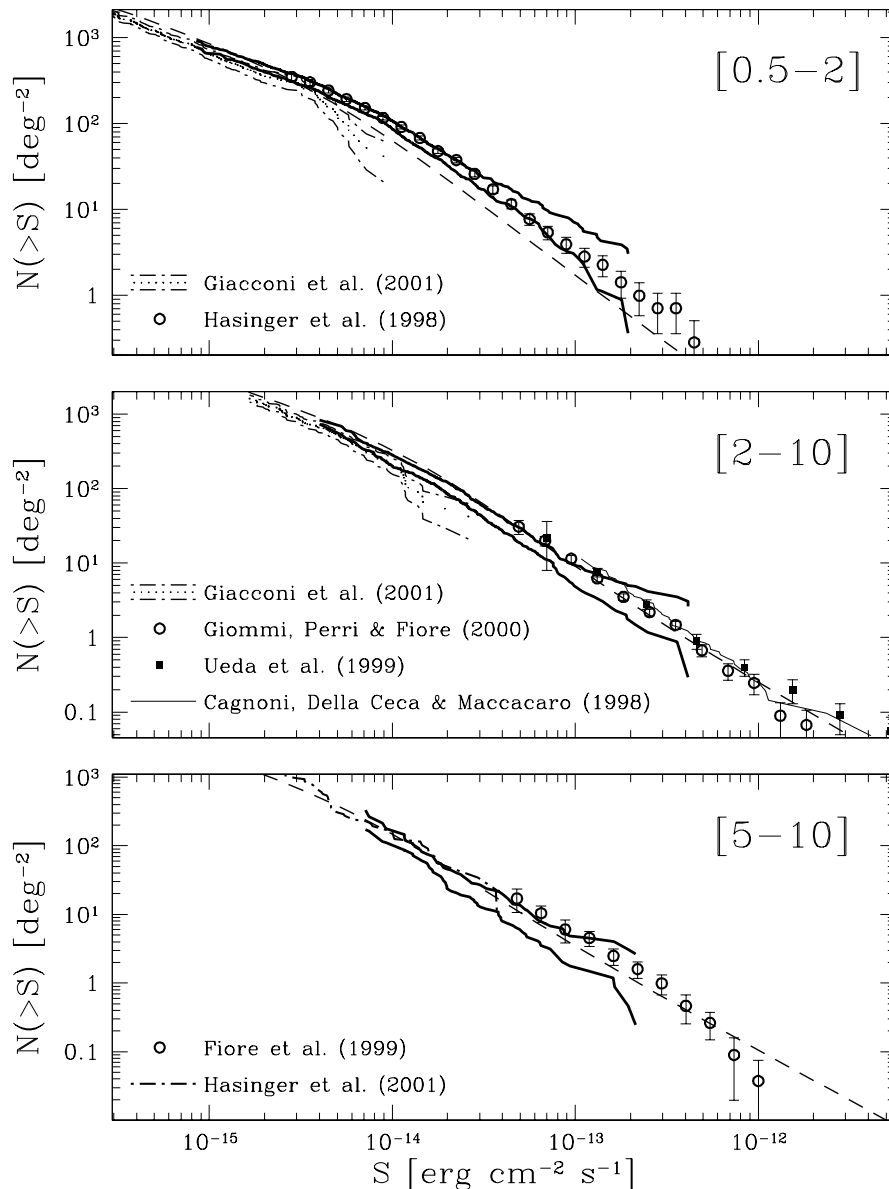 [0.5−2]
10³
10²
10¹
1
N(>S) [deg⁻²]
Giacconi et al. (2001)
Hasinger et al. (1998)
[2−10]
10³
10²
10¹
1
0.1
N(>S) [deg⁻²]
Giacconi et al. (2001)
Giommi, Perri & Fiore (2000)
Ueda et al. (1999)
Cagnoni, Della Ceca & Maccacaro (1998)
[5−10]
10³
10²
10¹
1
0.1
N(>S) [deg⁻²]
Fiore et al. (1999)
Hasinger et al. (2001)
10⁻¹⁵ 10⁻¹⁴ 10⁻¹³ 10⁻¹²
S [erg cm⁻² s⁻¹]